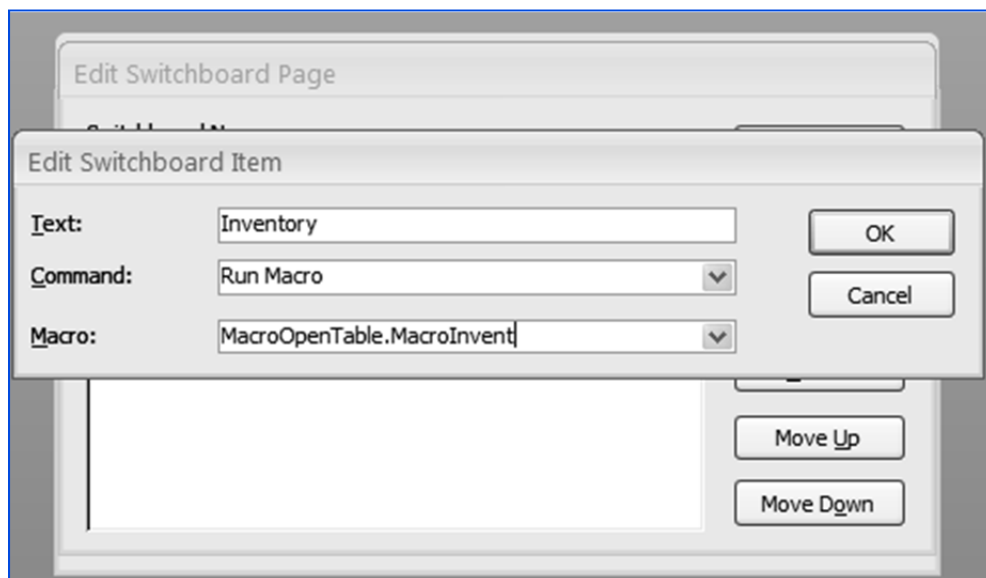 Edit Switchboard Page
Edit Switchboard Item
Text: Inventory
OK
Command: Run Macro
Cancel
Macro: MacroOpenTable.MacroInvent
Move Up
Move Down